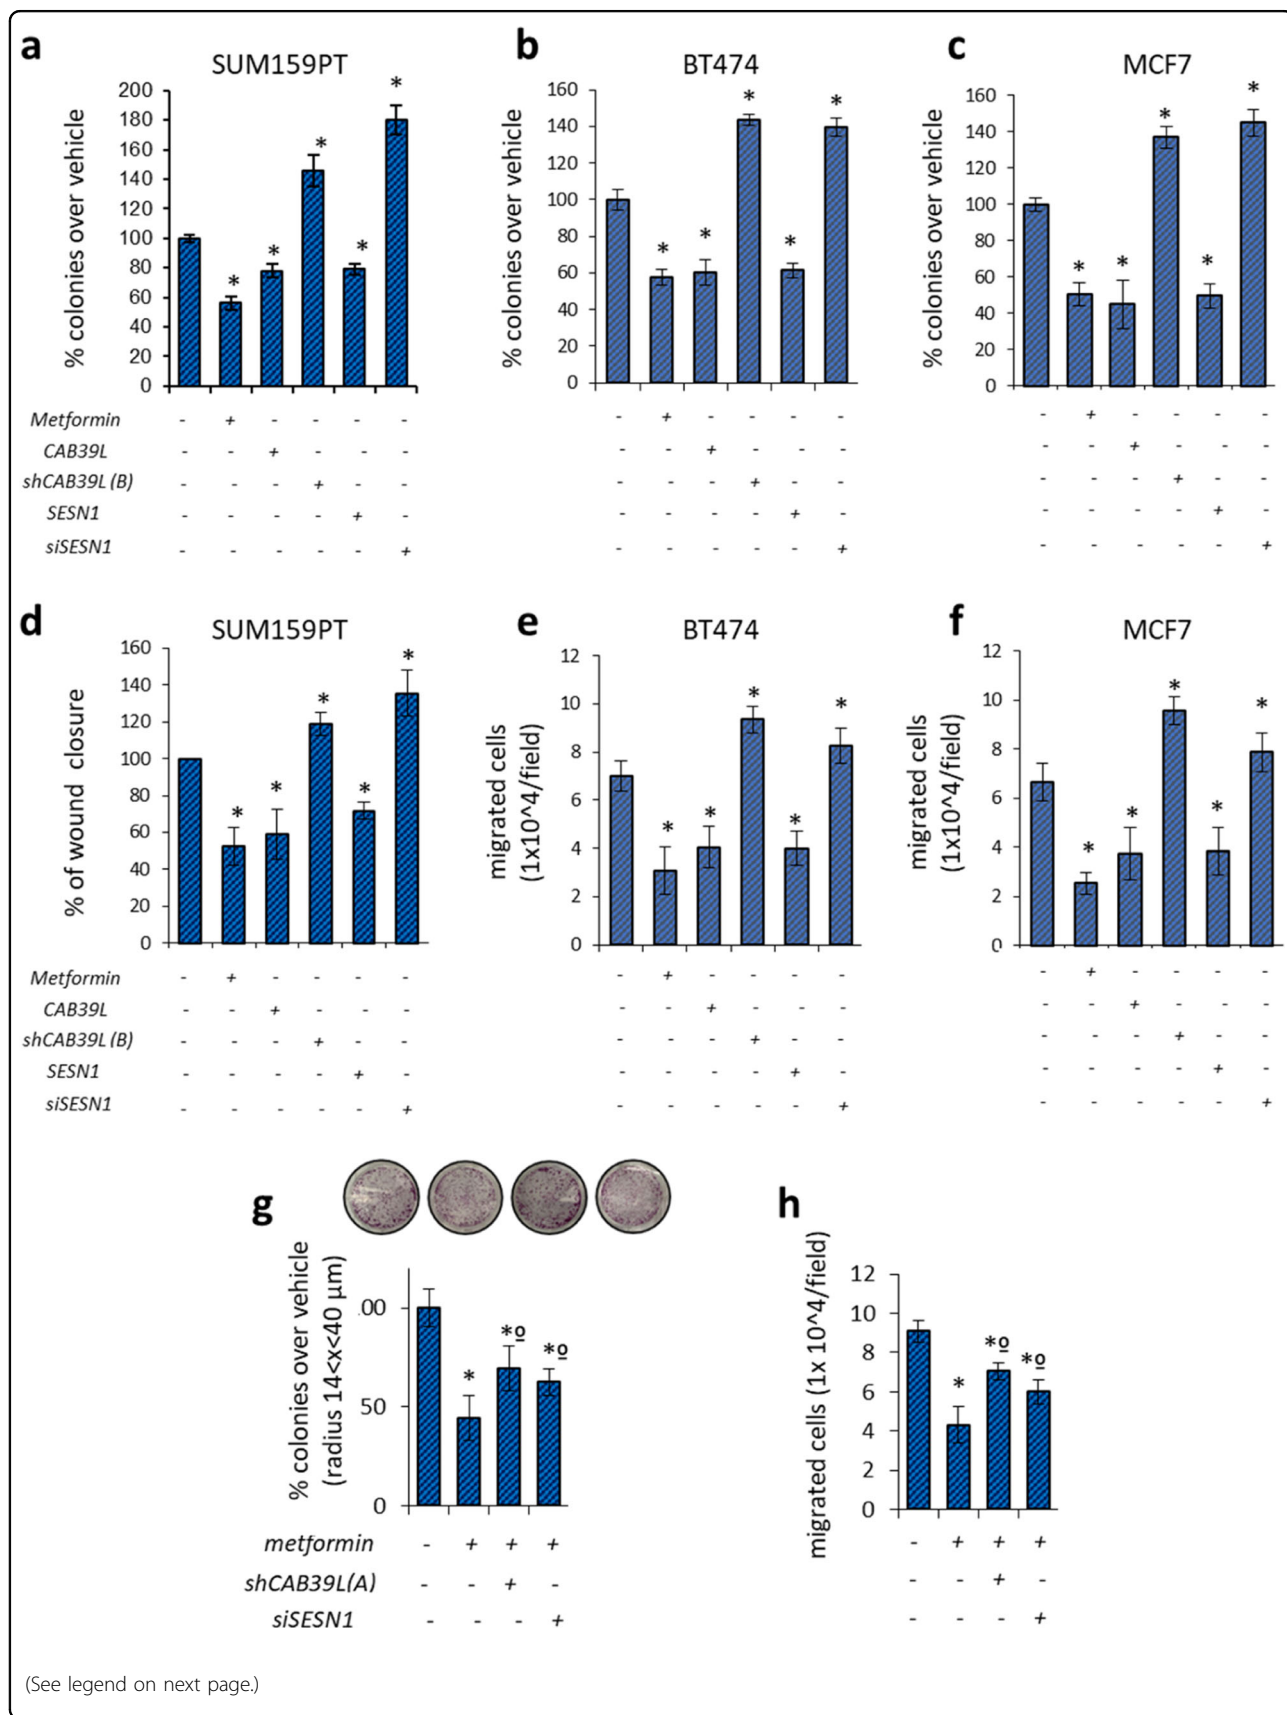 a
SUM159PT
% colonies over vehicle
200
180
160
140
120
100
80
60
40
20
0
* * * * *
Metformin - + - - - -
CAB39L - - + - - -
shCAB39L(B) - - - + - -
SESN1 - - - - + -
siSESN1 - - - - - +
b
BT474
% colonies over vehicle
160
140
120
100
80
60
40
20
0
* * * * *
- + - - - -
- - + - - -
- - - + - -
- - - - + -
- - - - - +
c
MCF7
% colonies over vehicle
160
140
120
100
80
60
40
20
0
* * * * *
- + - - - -
- - + - - -
- - - + - -
- - - - + -
- - - - - +
d
SUM159PT
% of wound closure
160
140
120
100
80
60
40
20
0
* * * * *
Metformin - + - - - -
CAB39L - - + - - -
shCAB39L(B) - - - + - -
SESN1 - - - - + -
siSESN1 - - - - - +
e
BT474
migrated cells
(1x10^4/field)
12
10
8
6
4
2
0
* * * * *
- + - - - -
- - + - - -
- - - + - -
- - - - + -
- - - - - +
f
MCF7
migrated cells
(1x10^4/field)
12
10
8
6
4
2
0
* * * * *
- + - - - -
- - + - - -
- - - + - -
- - - - + -
- - - - - +
g
% colonies over vehicle
(radius 14<x<40 µm)
00
50
0
* *º *º
metformin - + + +
shCAB39L(A) - - + -
siSESN1 - - - +
h
migrated cells (1x 10^4/field)
12
10
8
6
4
2
0
* *º *º
- + + +
- - + -
- - - +
(See legend on next page.)